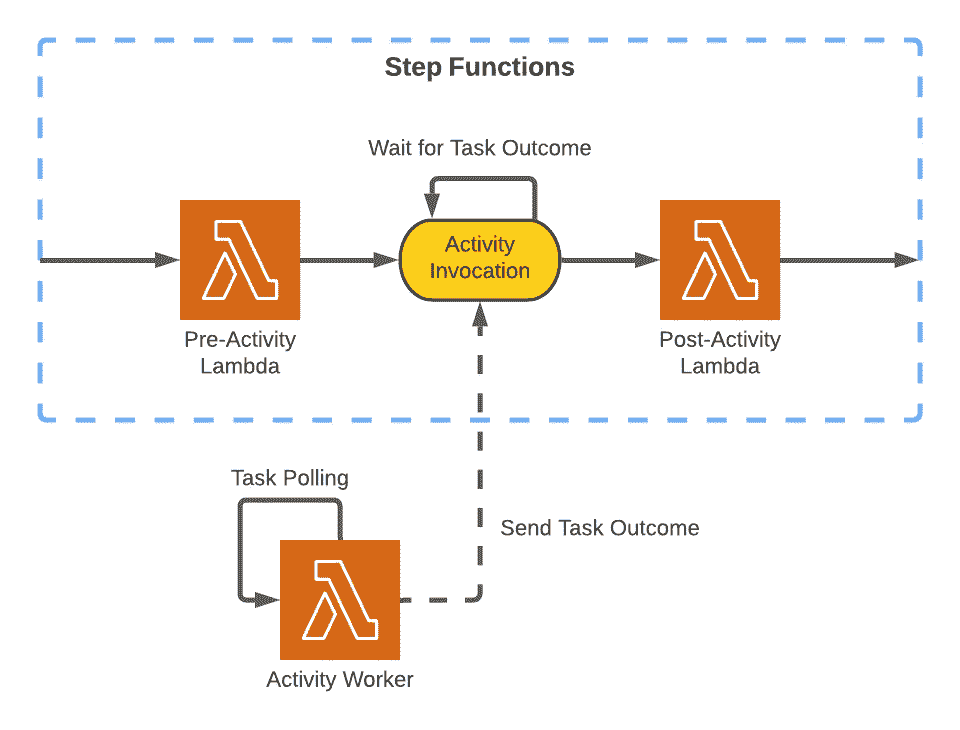 Step Functions
Wait for Task Outcome
Activity
Invocation
Pre-Activity
Lambda
Post-Activity
Lambda
Task Polling
Send Task Outcome
Activity Worker